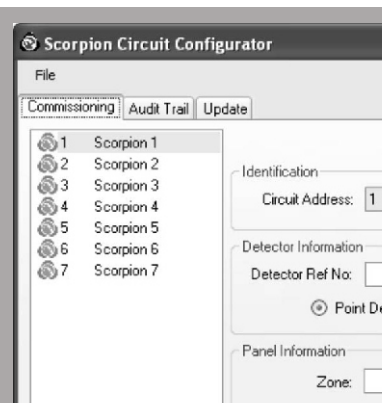 Scorpion Circuit Configurator
File
Commissioning Audit Trail Update
1 Scorpion 1
2 Scorpion 2
3 Scorpion 3
4 Scorpion 4
5 Scorpion 5
6 Scorpion 6
7 Scorpion 7
Identification
Circuit Address: 1
Detector Information
Detector Ref No:
Point De
Panel Information
Zone: